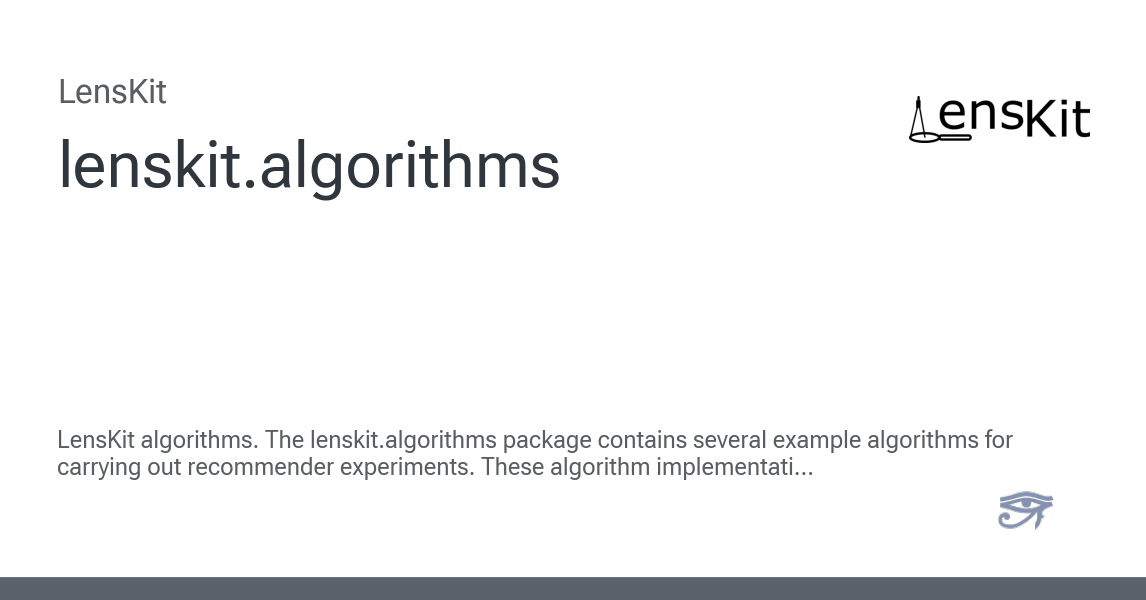 LensKit
LensKit
lenskit.algorithms
LensKit algorithms. The lenskit.algorithms package contains several example algorithms for
carrying out recommender experiments. These algorithm implementati...